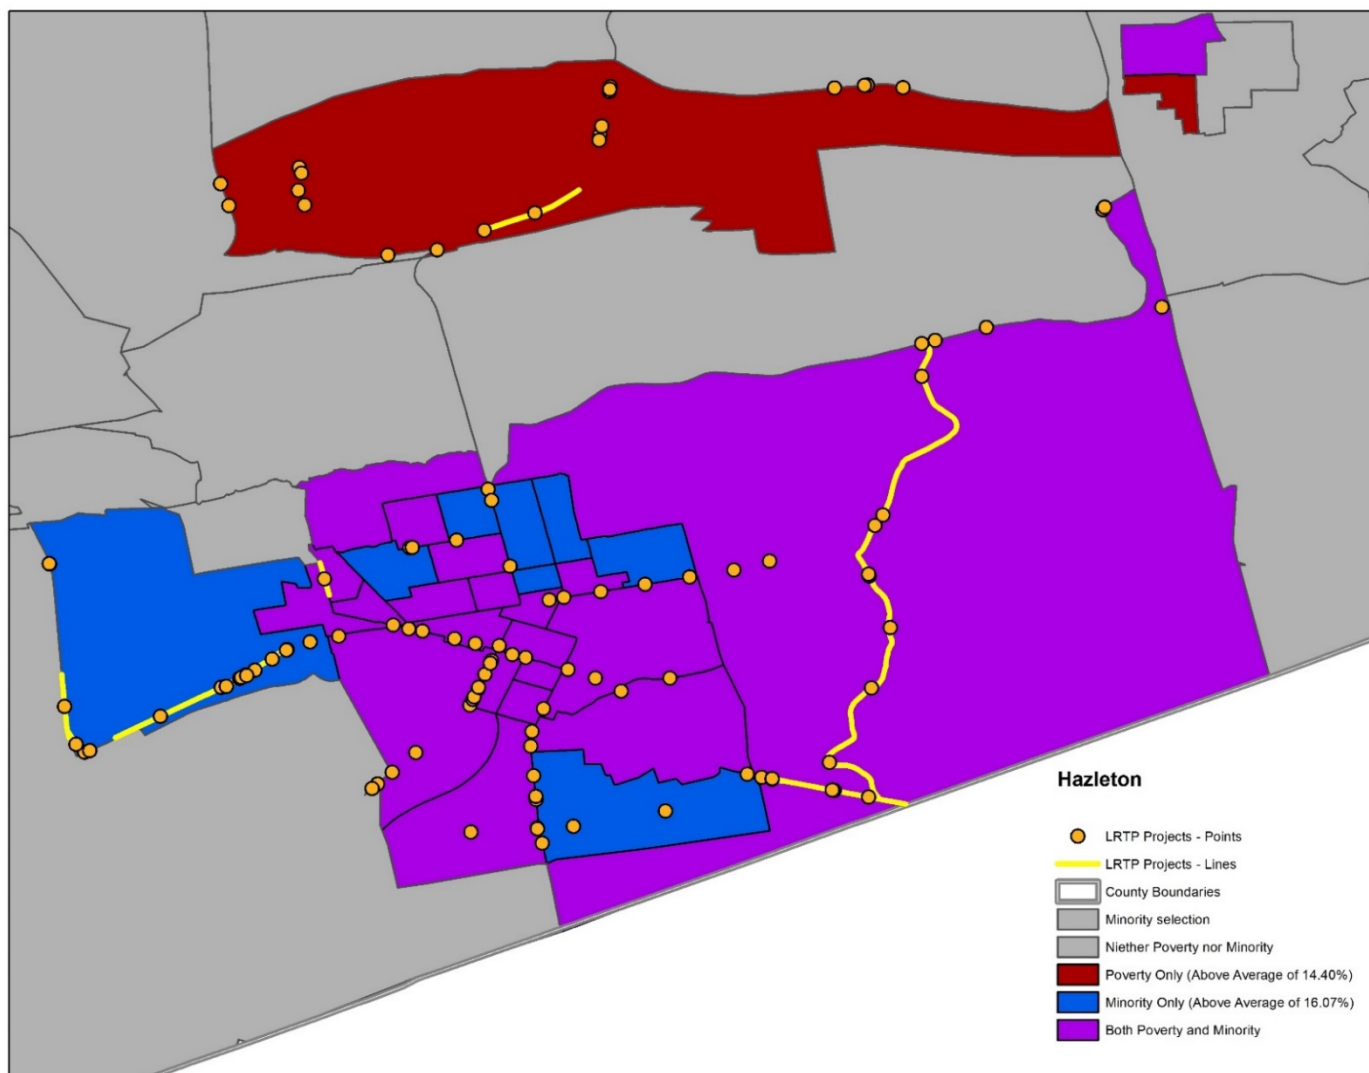 Hazleton
LRTP Projects - Points
LRTP Projects - Lines
County Boundaries
Minority selection
Niether Poverty nor Minority
Poverty Only (Above Average of 14.40%)
Minority Only (Above Average of 16.07%)
Both Poverty and Minority